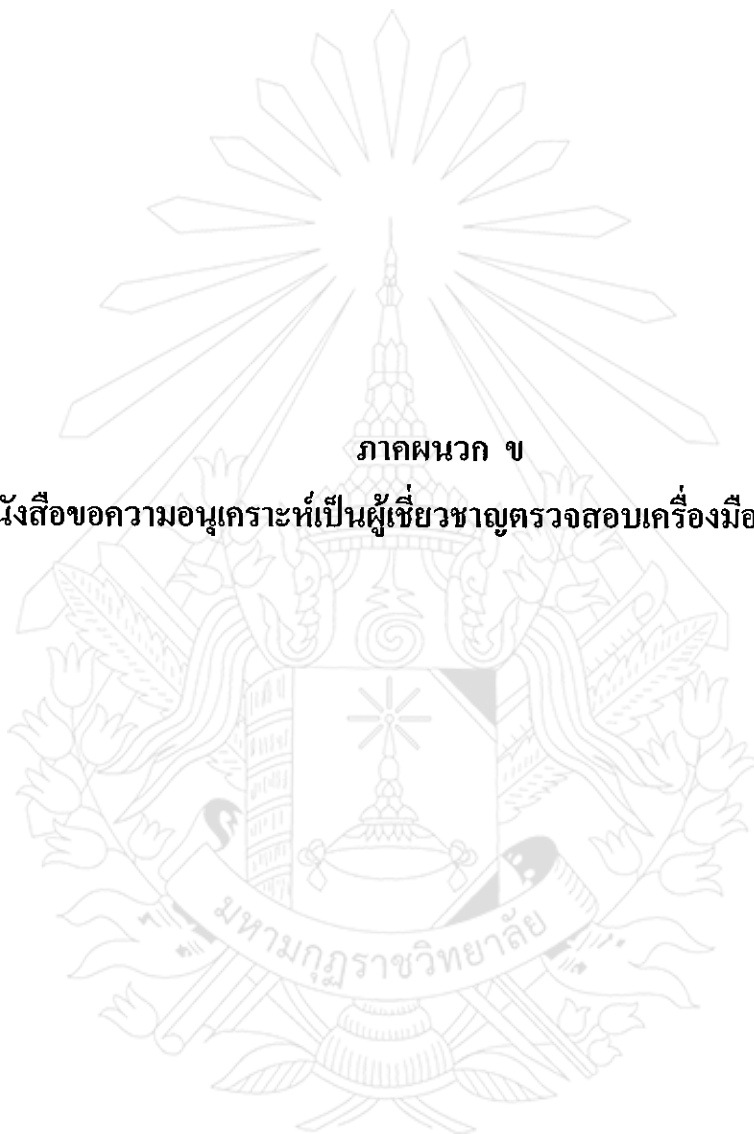 ภาคผนวก ข
นังสือขอความอนุเคราะห์เป็นผู้เชี่ยวชาญตรวจสอบเครื่องมือ
มหามกุฏราชวิทยาลัย